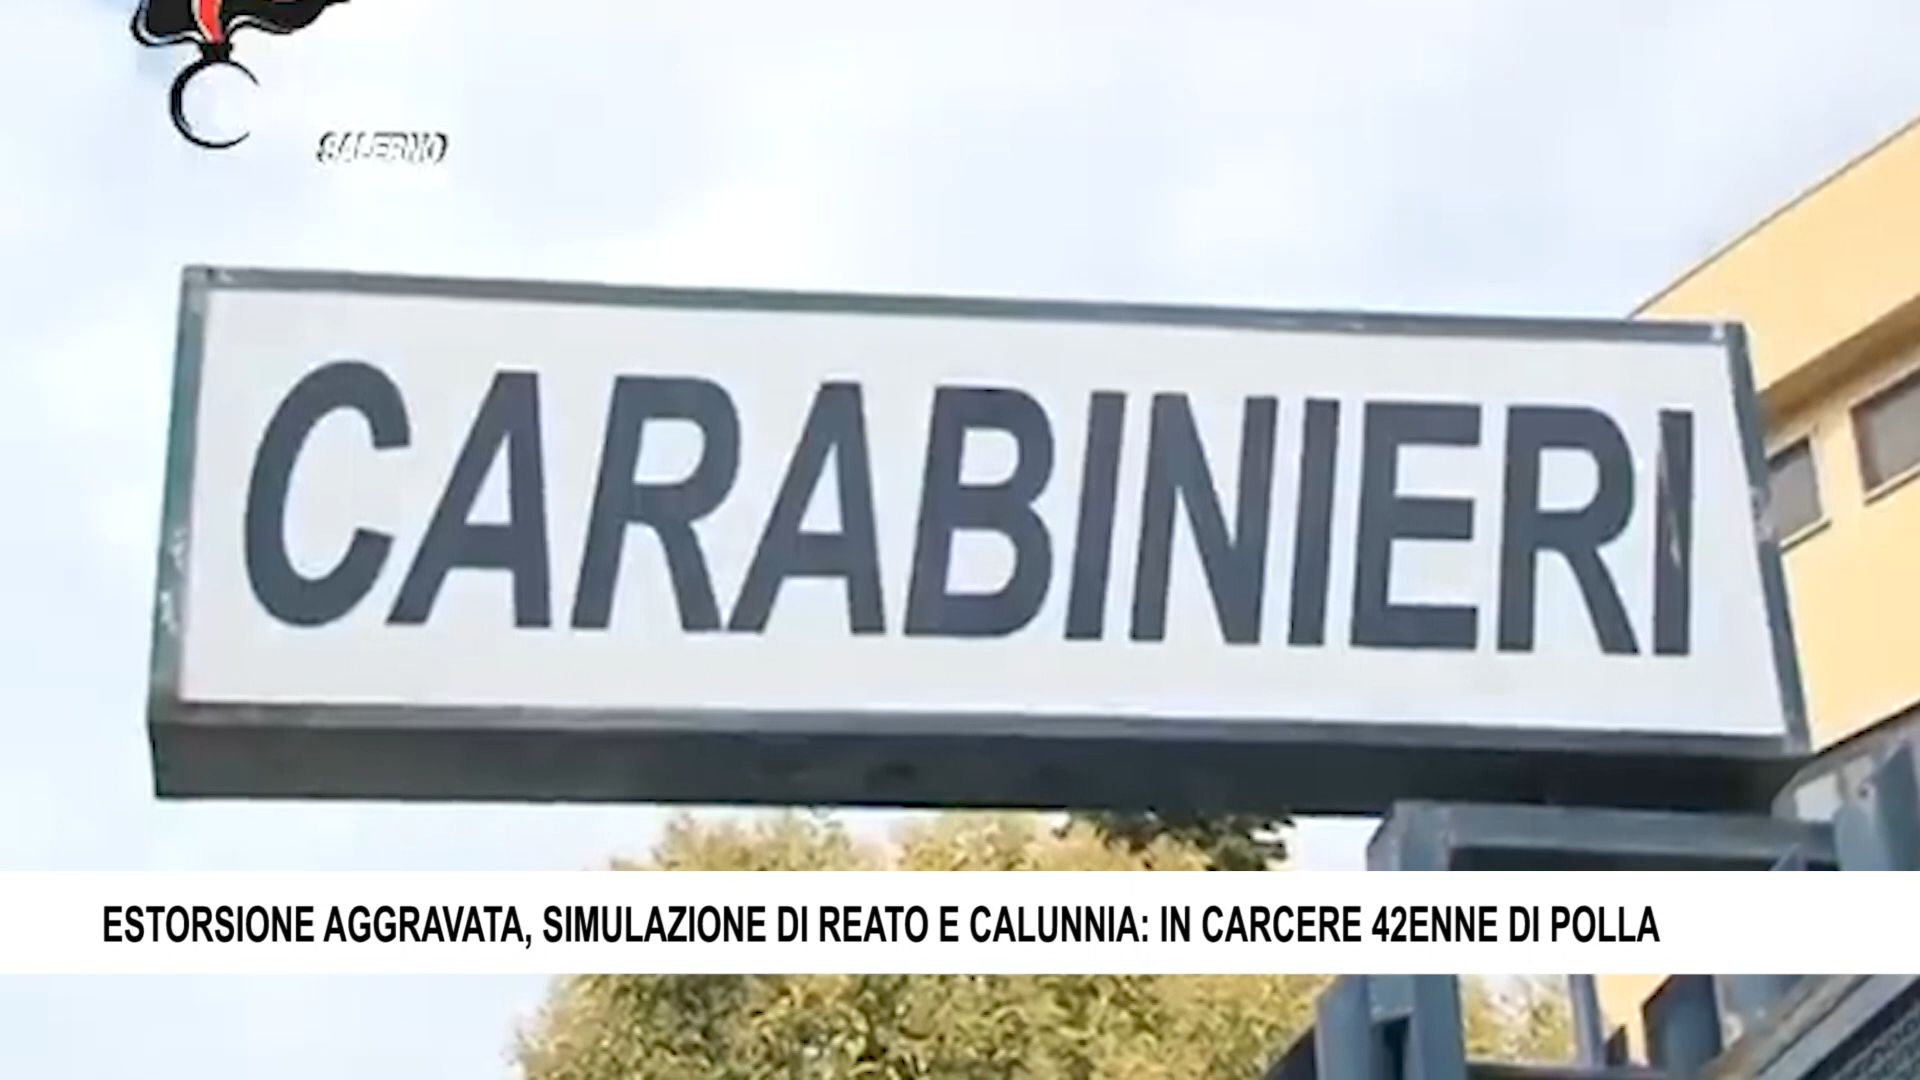 SALERNO
CARABINIERI
ESTORSIONE AGGRAVATA, SIMULAZIONE DI REATO E CALUNNIA: IN CARCERE 42ENNE DI POLLA